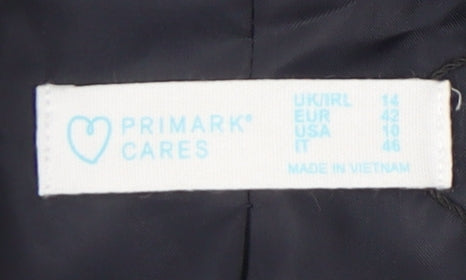 PRIMARK®
CARES
UK/IRL 14
EUR 42
USA 10
IT 46
MADE IN VIETNAM